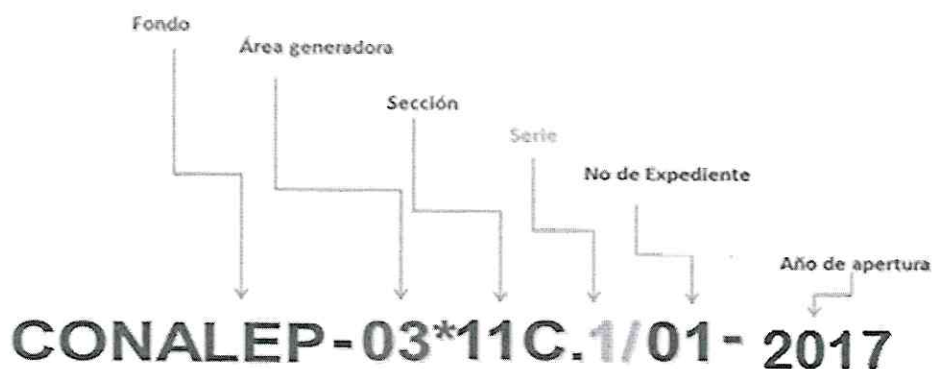 Fondo
Área generadora
Sección
Serie
No de Expediente
Año de apertura
CONALEP-03*11C.1/01- 2017